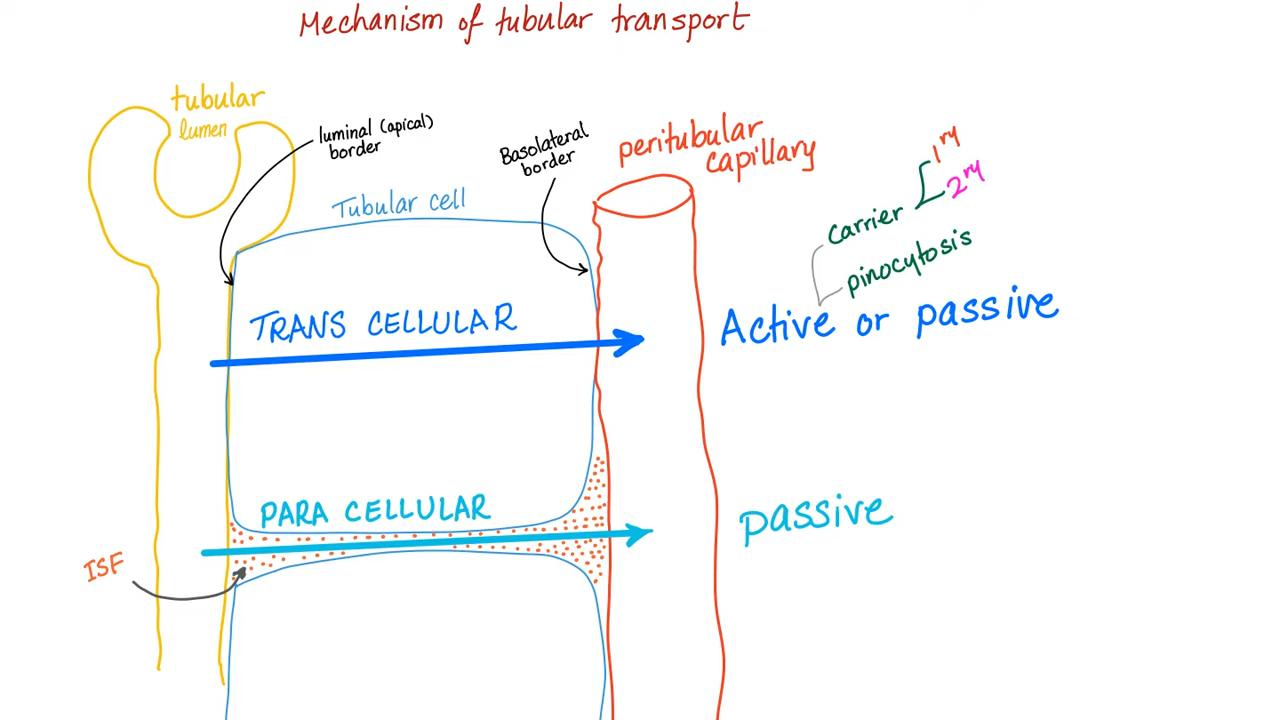 Mechanism of tubular transport
tubular
lumen
luminal (apical)
border
Basolateral
border
peritubular
capillary
Tubular cell
carrier
1ry
2ry
pinocytosis
TRANS CELLULAR
Active or passive
PARA CELLULAR
passive
ISF